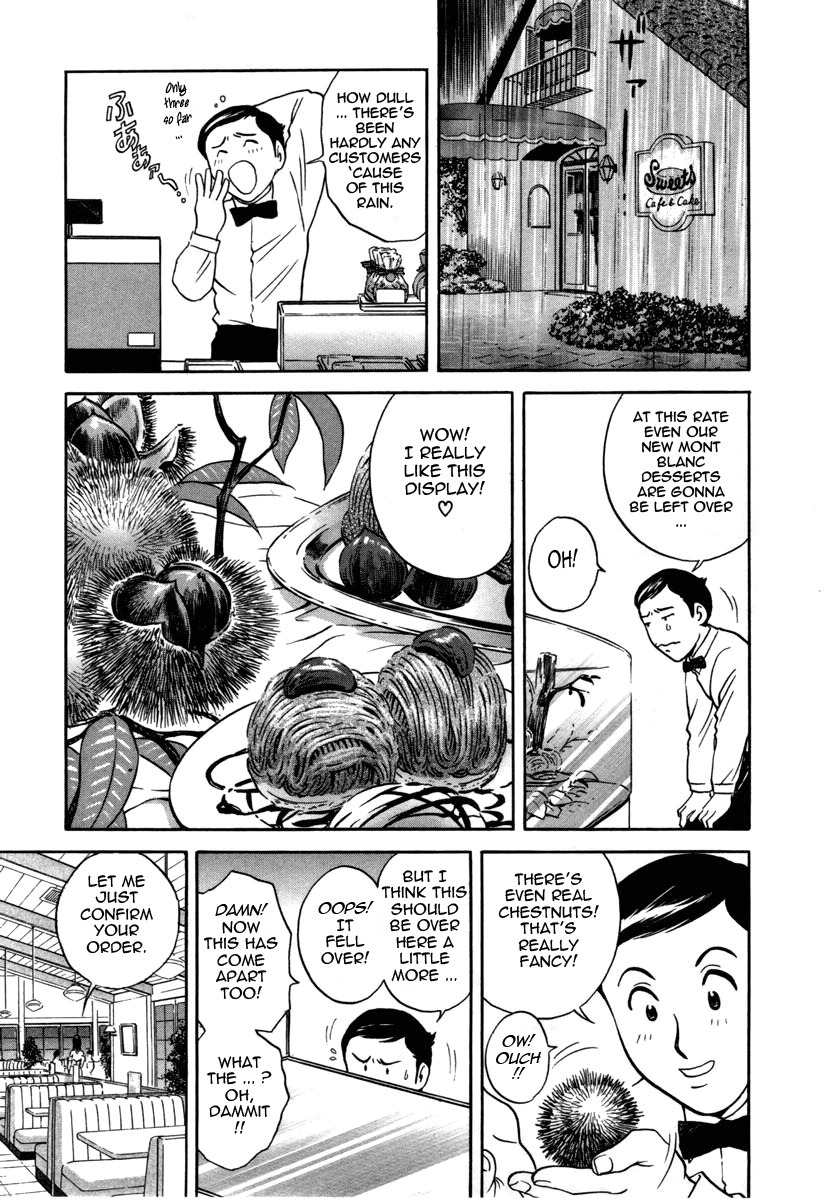 ザァ
Sweets
Cafe & Cake
HOW DULL
... THERE'S
BEEN
HARDLY ANY
CUSTOMERS
'CAUSE
OF THIS
RAIN.
Only
three
so far
...
ふぁあァ〜
AT THIS RATE
EVEN OUR
NEW MONT
BLANC
DESSERTS
ARE GONNA
BE LEFT OVER
...
OH!
WOW!
I REALLY
LIKE THIS
DISPLAY!
♡
THERE'S
EVEN REAL
CHESTNUTS!
THAT'S
REALLY
FANCY!
OW!
OUCH
!!
BUT I
THINK THIS
SHOULD
BE OVER
HERE A
LITTLE
MORE ...
OOPS!
IT
FELL
OVER!
DAMN!
NOW
THIS HAS
COME
APART
TOO!
WHAT
THE ... ?
OH,
DAMMIT
!!
LET ME
JUST
CONFIRM
YOUR
ORDER.